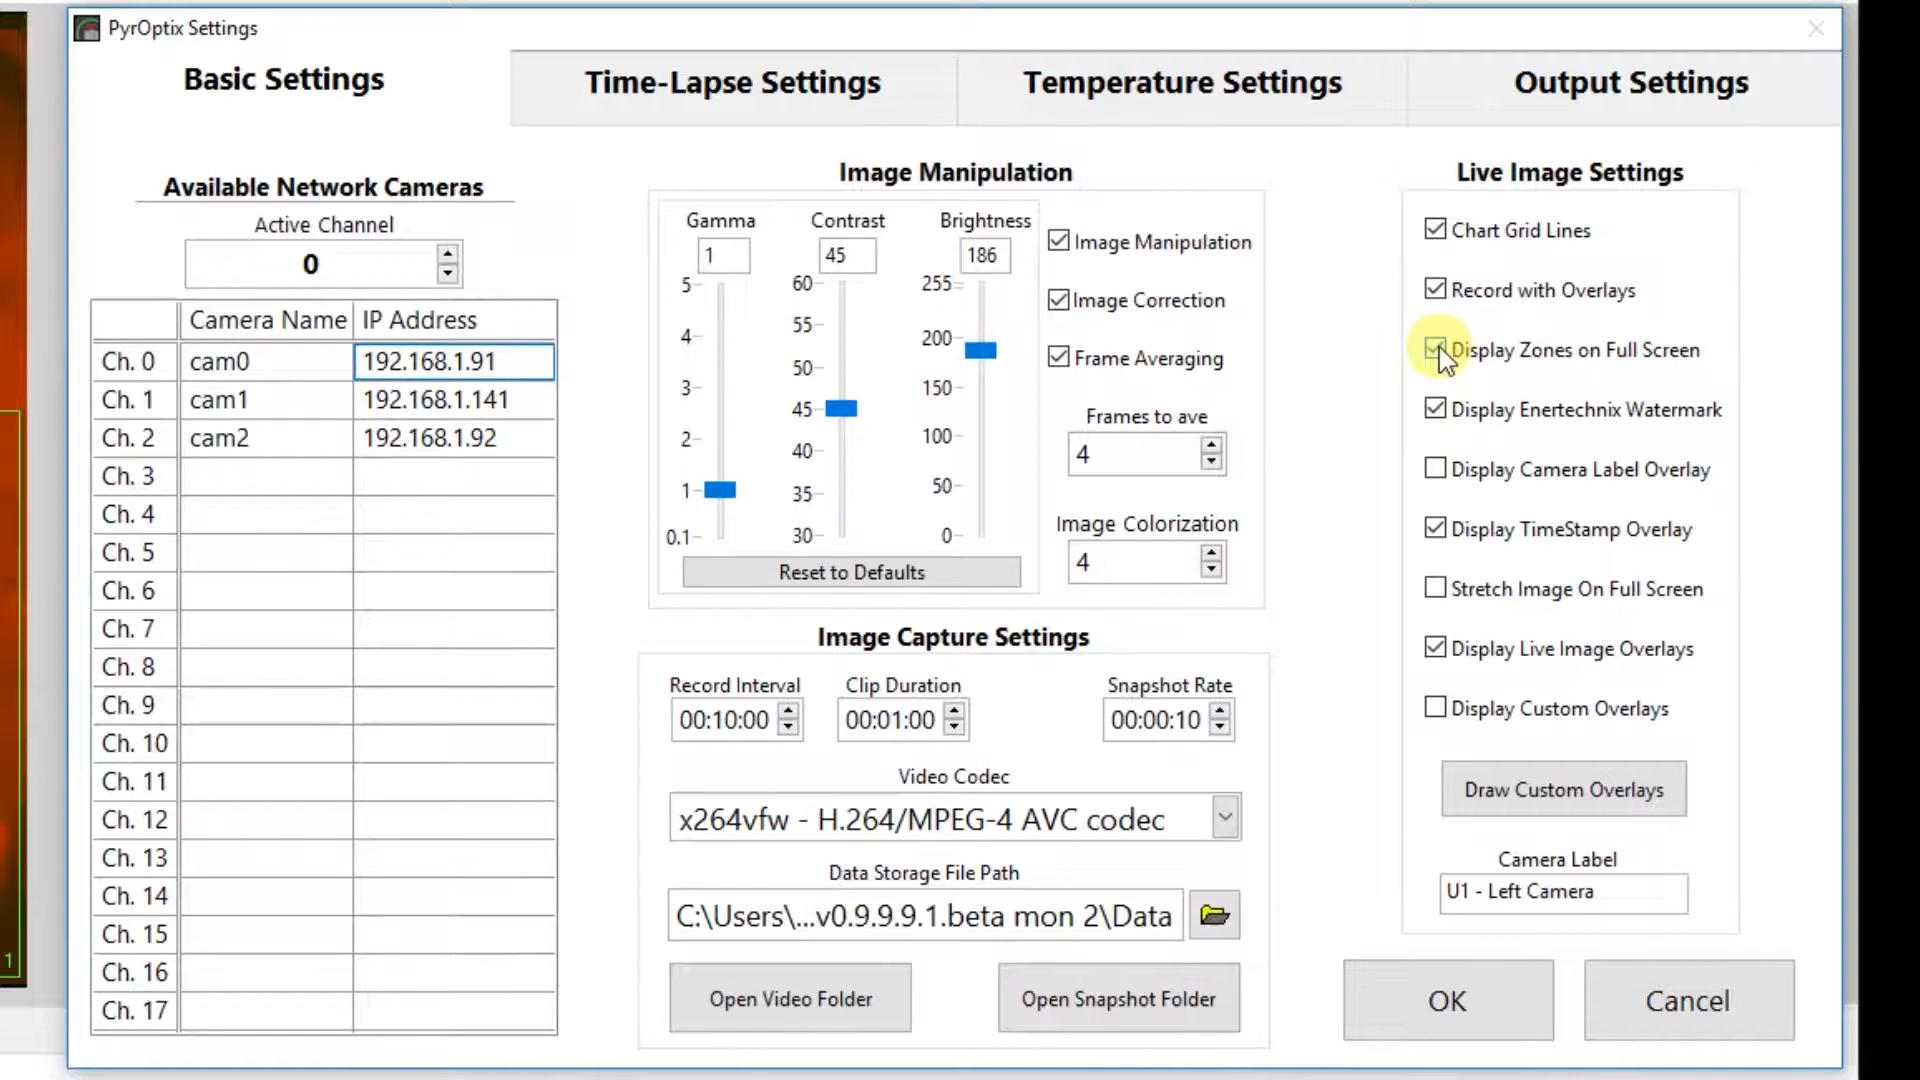 PyrOptix Settings
Basic Settings
Time-Lapse Settings
Temperature Settings
Output Settings
Available Network Cameras
Active Channel
0
Camera Name IP Address
Ch. 0 cam0 192.168.1.91
Ch. 1 cam1 192.168.1.141
Ch. 2 cam2 192.168.1.92
Ch. 3
Ch. 4
Ch. 5
Ch. 6
Ch. 7
Ch. 8
Ch. 9
Ch. 10
Ch. 11
Ch. 12
Ch. 13
Ch. 14
Ch. 15
Ch. 16
Ch. 17
Image Manipulation
Gamma Contrast Brightness
1 45 186
5 60 255
4 55 200
3 50 150
2 45 100
1 40 50
0.1 35 0
30
Reset to Defaults
Image Manipulation
Image Correction
Frame Averaging
Frames to ave
4
Image Colorization
4
Image Capture Settings
Record Interval Clip Duration Snapshot Rate
00:10:00 00:01:00 00:00:10
Video Codec
x264vfw - H.264/MPEG-4 AVC codec
Data Storage File Path
C:\Users\...v0.9.9.9.1.beta mon 2\Data
Open Video Folder
Open Snapshot Folder
Live Image Settings
Chart Grid Lines
Record with Overlays
Display Zones on Full Screen
Display Enertechnix Watermark
Display Camera Label Overlay
Display TimeStamp Overlay
Stretch Image On Full Screen
Display Live Image Overlays
Display Custom Overlays
Draw Custom Overlays
Camera Label
U1 - Left Camera
OK
Cancel
1